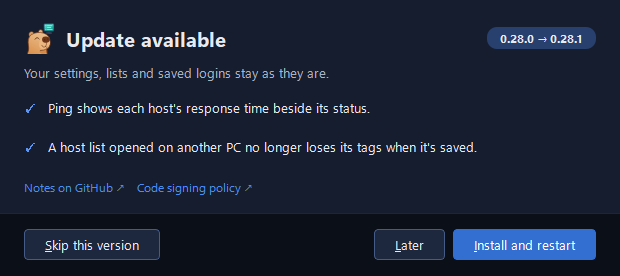 Update available
0.28.0 → 0.28.1
Your settings, lists and saved logins stay as they are.
✓ Ping shows each host's response time beside its status.
✓ A host list opened on another PC no longer loses its tags when it's saved.
Notes on GitHub ↗ Code signing policy ↗
Skip this version
Later
Install and restart